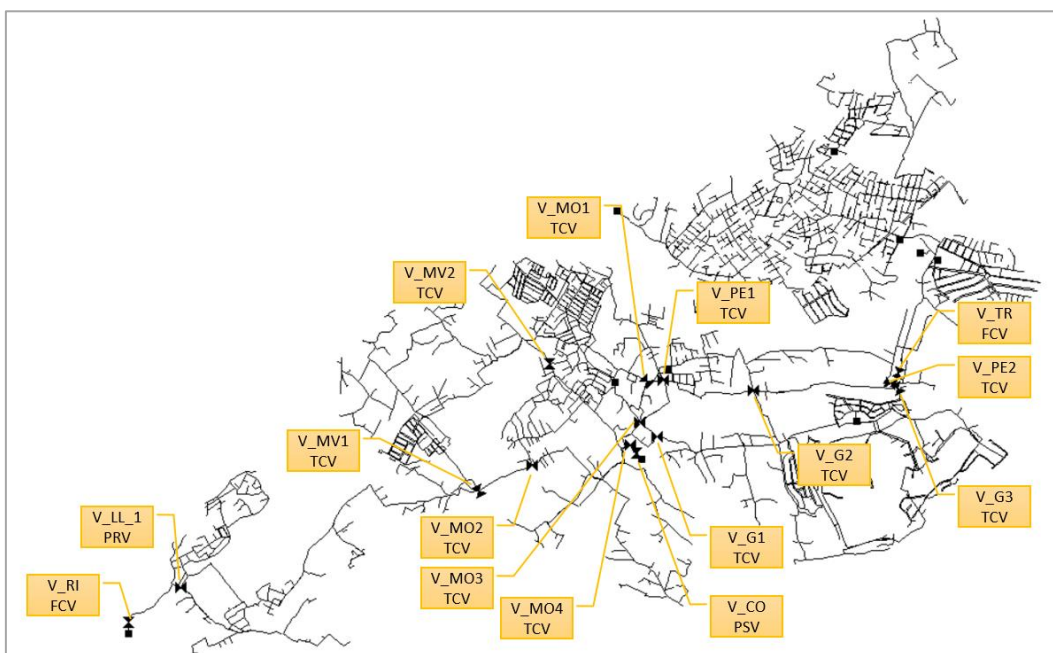 V_MO1
TCV
V_MV2
TCV
V_PE1
TCV
V_TR
FCV
V_PE2
TCV
V_MV1
TCV
V_G2
TCV
V_G3
TCV
V_LL_1
PRV
V_MO2
TCV
V_G1
TCV
V_MO3
TCV
V_RI
FCV
V_MO4
TCV
V_CO
PSV